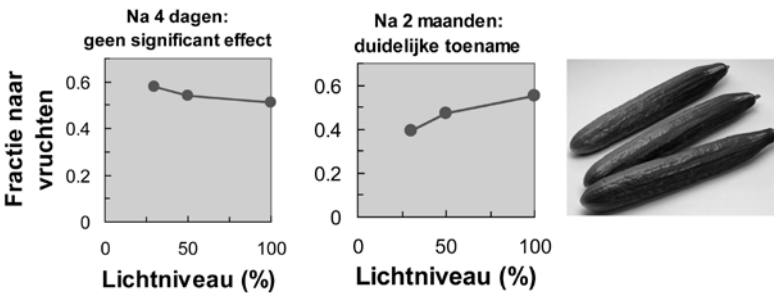 Na 4 dagen:
geen significant effect
Fractie naar
vruchten
0.6
0.4
0.2
0
0
50
100
Lichtniveau (%)
Na 2 maanden:
duidelijke toename
0.6
0.4
0.2
0
0
50
100
Lichtniveau (%)